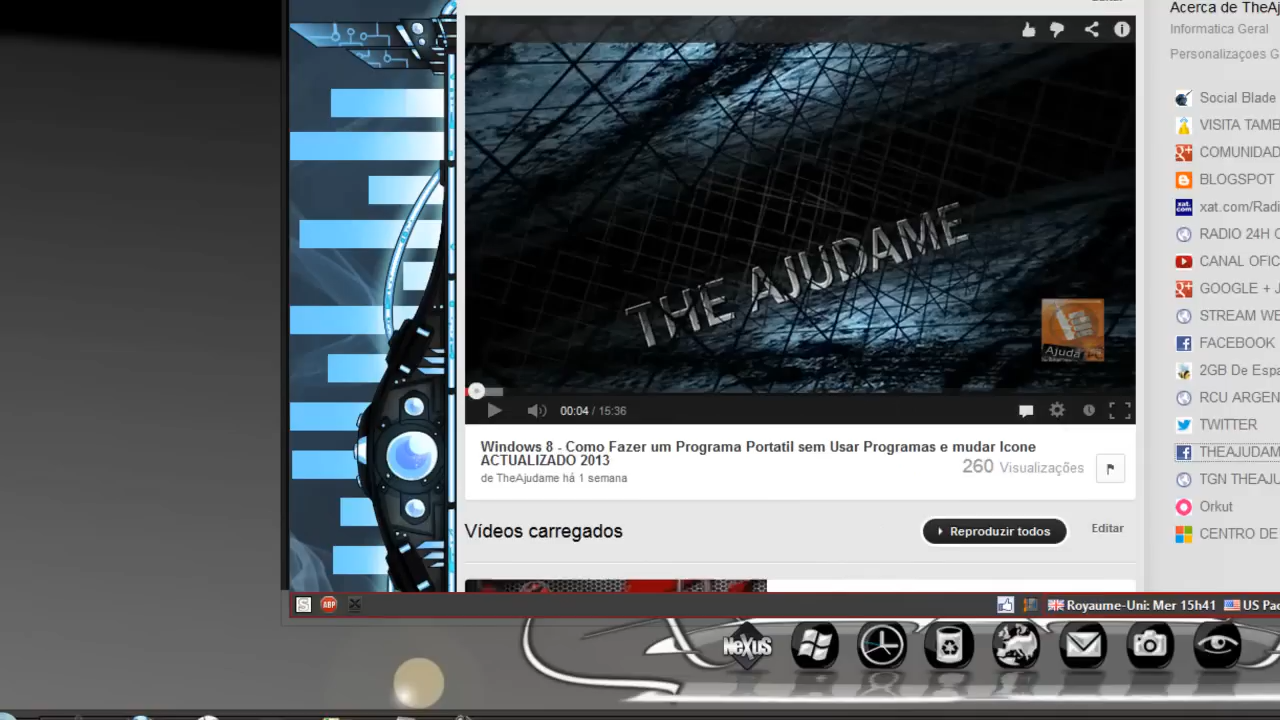 Acerca de TheAj
Informatica Geral
Personalizaçoes G
Social Blade
VISITA TAMB
COMUNIDAD
BLOGSPOT
xat.com/Radi
RADIO 24H
CANAL OFIC
GOOGLE + J
STREAM WE
FACEBOOK
2GB De Espa
RCU ARGEN
TWITTER
THEAJUDAM
TGN THEAJU
Orkut
CENTRO DE
THE AJUDAME
Ajuda
00:04 / 15:36
Windows 8 - Como Fazer um Programa Portatil sem Usar Programas e mudar Icone
ACTUALIZADO 2013
260 Visualizações
de TheAjudame há 1 semana
Vídeos carregados
Reproduzir todos
Editar
S
ABP
Royaume-Uni: Mer 15h41
US Pac
NeXuS